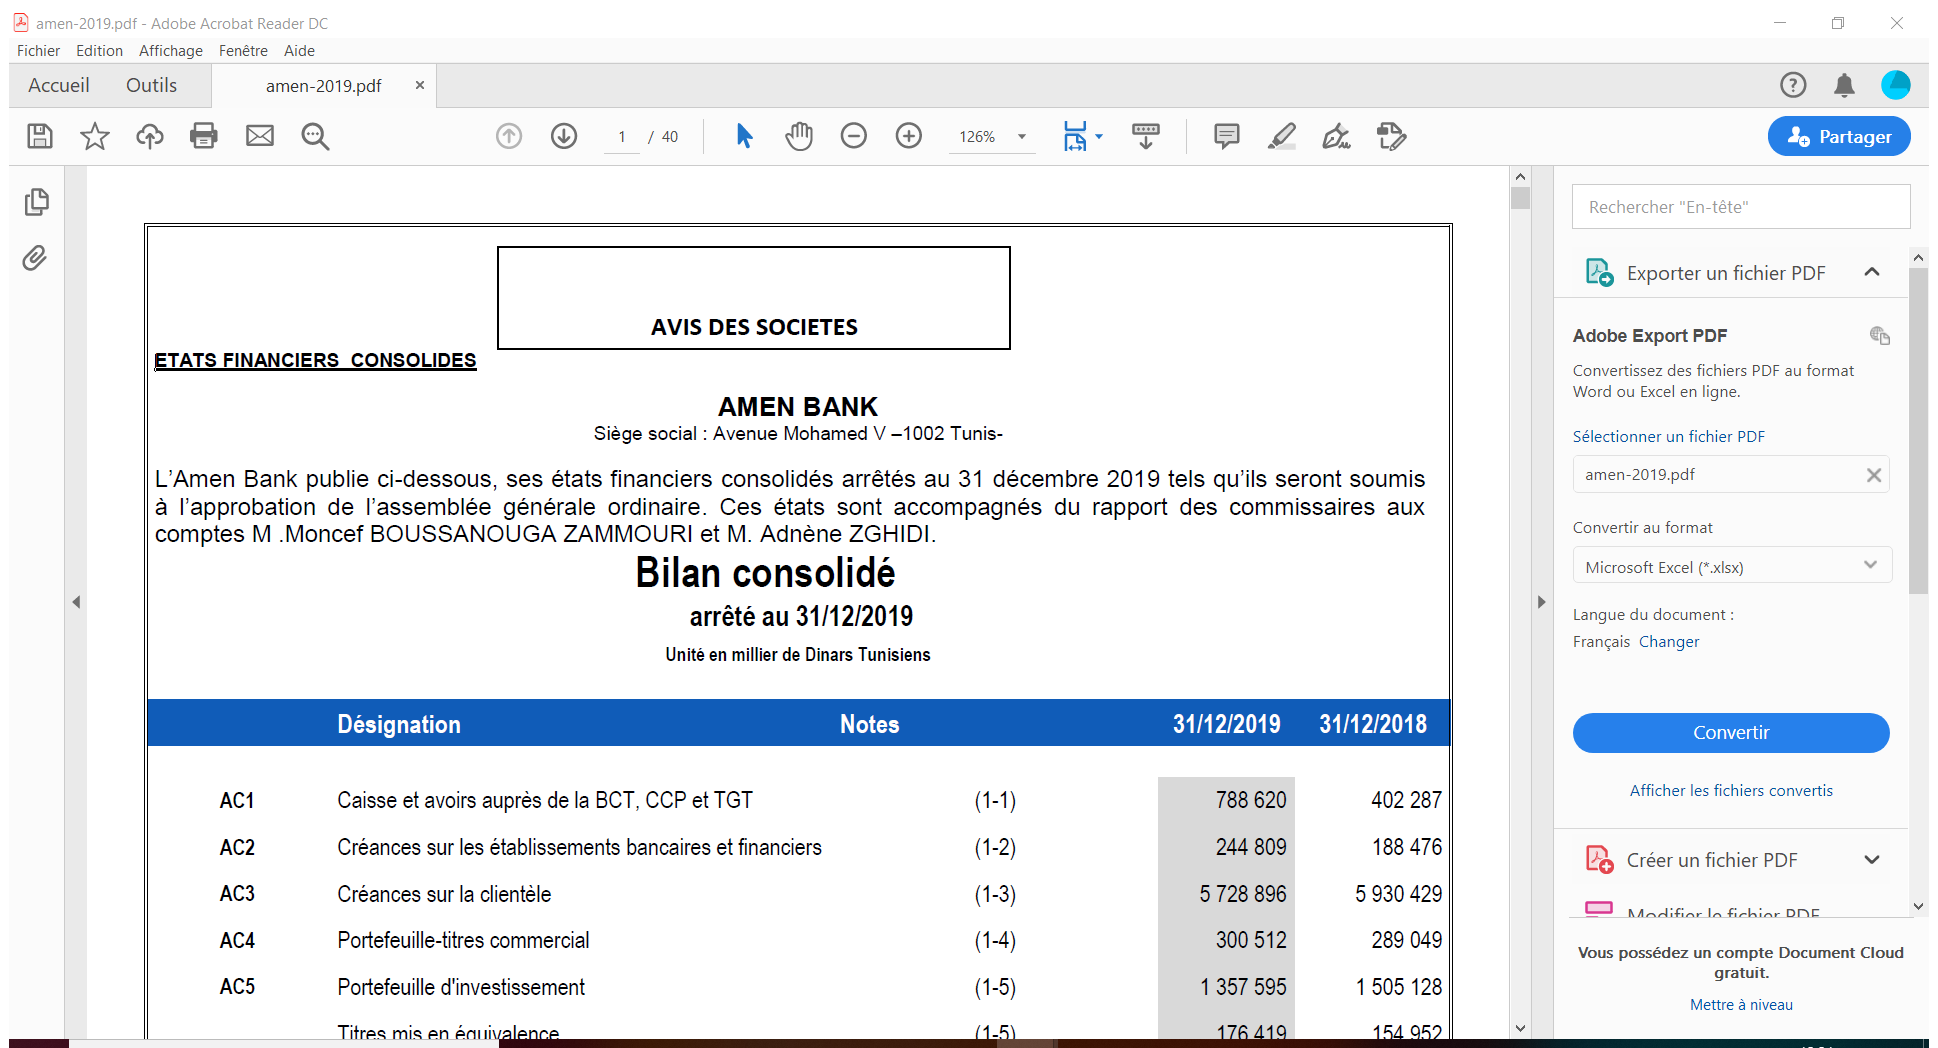 amen-2019.pdf - Adobe Acrobat Reader DC
Fichier Edition Affichage Fenêtre Aide
Accueil Outils amen-2019.pdf ×
1 / 40 126% Partager
Rechercher "En-tête"
Exporter un fichier PDF
Adobe Export PDF
Convertissez des fichiers PDF au format
Word ou Excel en ligne.
Sélectionner un fichier PDF
amen-2019.pdf
Convertir au format
Microsoft Excel (*.xlsx)
Langue du document :
Français Changer
Convertir
Afficher les fichiers convertis
Créer un fichier PDF
Modifier le fichier PDF
Vous possédez un compte Document Cloud
gratuit.
Mettre à niveau
AVIS DES SOCIETES
ETATS FINANCIERS CONSOLIDES
AMEN BANK
Siège social : Avenue Mohamed V –1002 Tunis-
L’Amen Bank publie ci-dessous, ses états financiers consolidés arrêtés au 31 décembre 2019 tels qu’ils seront soumis
à l’approbation de l’assemblée générale ordinaire. Ces états sont accompagnés du rapport des commissaires aux
comptes M .Moncef BOUSSANOUGA ZAMMOURI et M. Adnène ZGHIDI.
Bilan consolidé
arrêté au 31/12/2019
Unité en millier de Dinars Tunisiens
Désignation Notes 31/12/2019 31/12/2018
AC1 Caisse et avoirs auprès de la BCT, CCP et TGT (1-1) 788 620 402 287
AC2 Créances sur les établissements bancaires et financiers (1-2) 244 809 188 476
AC3 Créances sur la clientèle (1-3) 5 728 896 5 930 429
AC4 Portefeuille-titres commercial (1-4) 300 512 289 049
AC5 Portefeuille d'investissement (1-5) 1 357 595 1 505 128
Titres mis en équivalence (1-5) 176 419 154 952